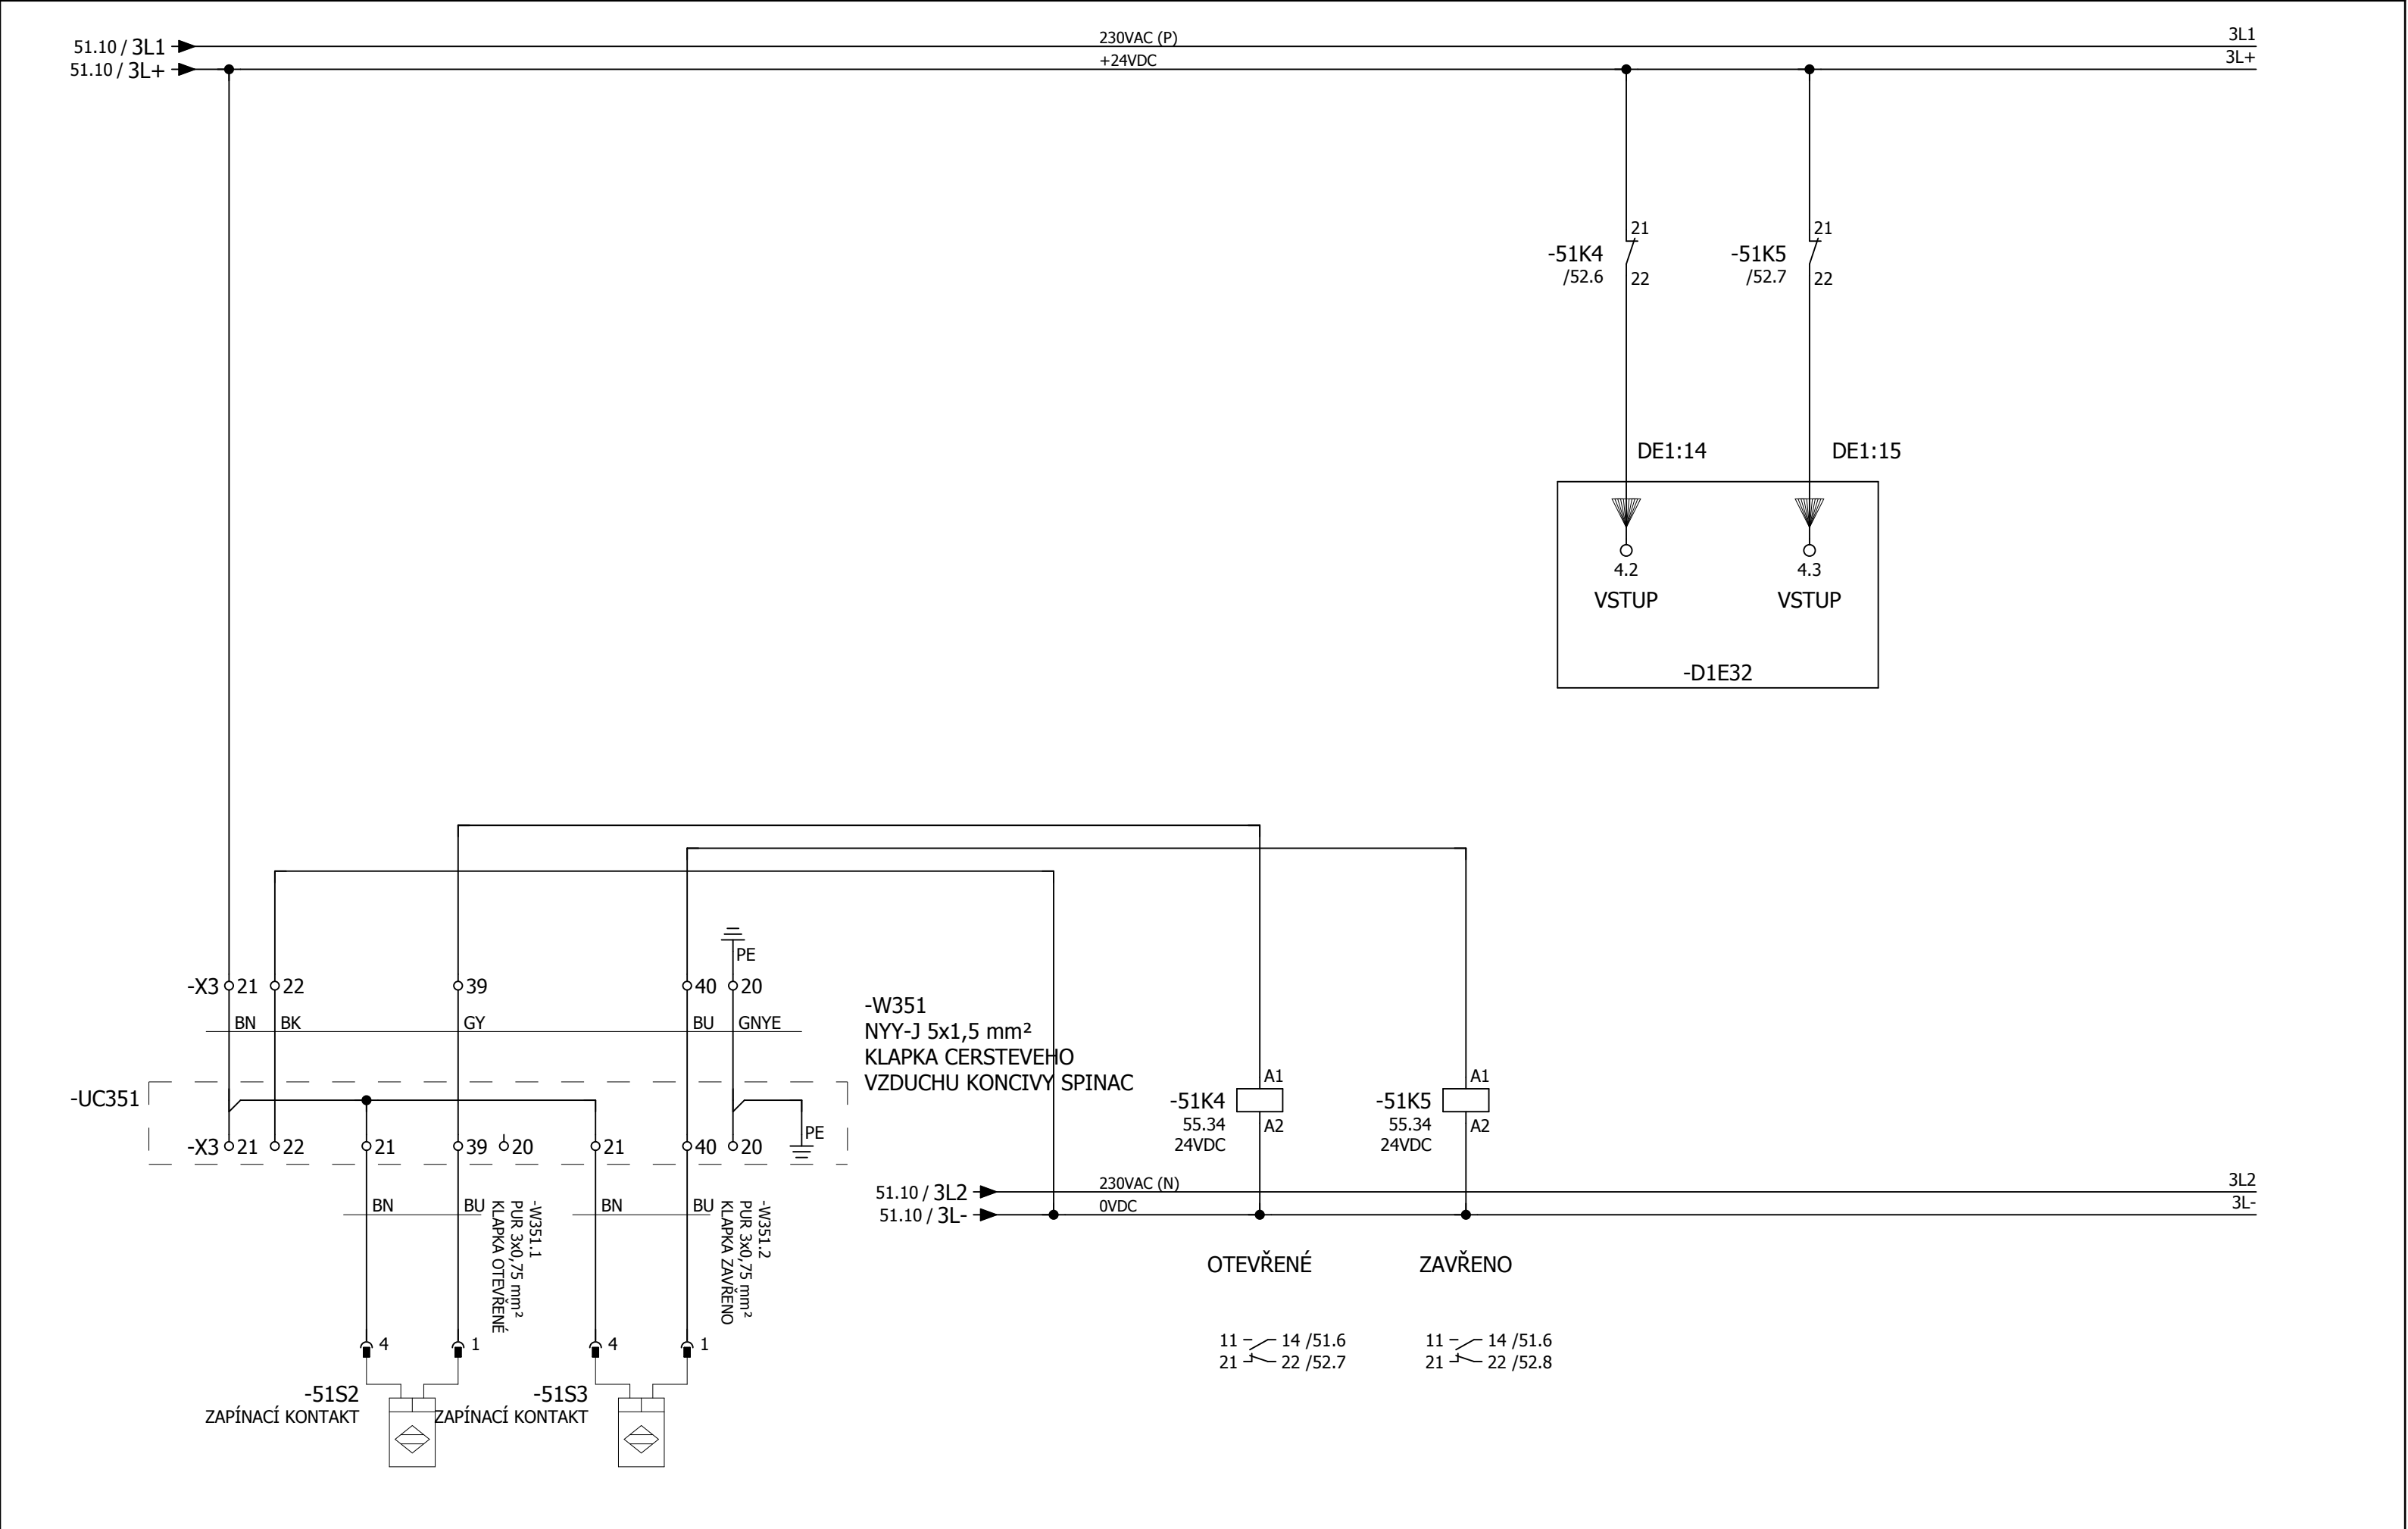 51.10 / 3L1
230VAC (P)
3L1
51.10 / 3L+
+24VDC
3L+
21
-51K4
/52.6
22
21
-51K5
/52.7
22
DE1:14
DE1:15
4.2
4.3
VSTUP
VSTUP
-D1E32
PE
-X3 21 22 39 40 20
BN BK GY BU GNYE
-W351
NYY-J 5x1,5 mm²
KLAPKA CERSTEVEHO
VZDUCHU KONCIVY SPINAC
-UC351
PE
-X3 21 22 21 39 20 21 40 20
A1
-51K4
55.34
24VDC
A2
A1
-51K5
55.34
24VDC
A2
51.10 / 3L2
230VAC (N)
3L2
51.10 / 3L-
0VDC
3L-
BN BU
-W351.1
PUR 3x0,75 mm²
KLAPKA OTEVŘENÉ
BN BU
-W351.2
PUR 3x0,75 mm²
KLAPKA ZAVŘENO
OTEVŘENÉ
ZAVŘENO
11 14 /51.6
21 22 /52.7
11 14 /51.6
21 22 /52.8
4 1 4 1
-51S2
ZAPÍNACÍ KONTAKT
-51S3
ZAPÍNACÍ KONTAKT